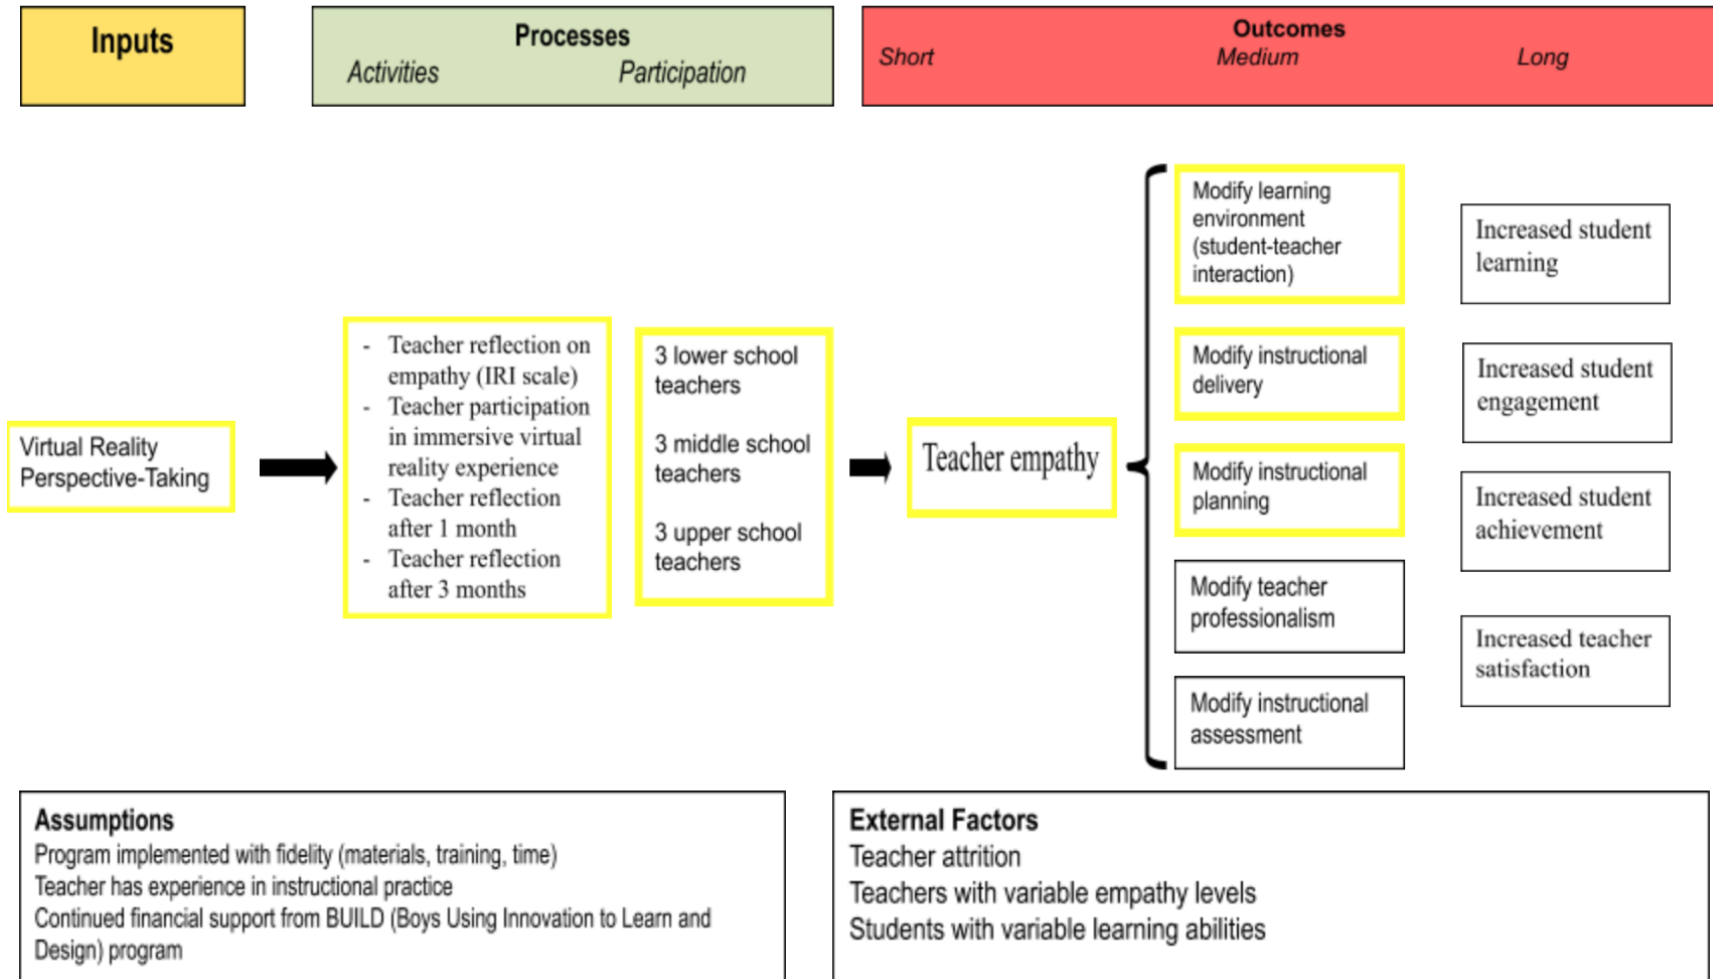 Inputs
Processes
Activities
Participation
Outcomes
Short
Medium
Long
Virtual Reality
Perspective-Taking
- Teacher reflection on
empathy (IRI scale)
- Teacher participation
in immersive virtual
reality experience
- Teacher reflection
after 1 month
- Teacher reflection
after 3 months
3 lower school
teachers
3 middle school
teachers
3 upper school
teachers
Teacher empathy
Modify learning
environment
(student-teacher
interaction)
Modify instructional
delivery
Modify instructional
planning
Modify teacher
professionalism
Modify instructional
assessment
Increased student
learning
Increased student
engagement
Increased student
achievement
Increased teacher
satisfaction
Assumptions
Program implemented with fidelity (materials, training, time)
Teacher has experience in instructional practice
Continued financial support from BUILD (Boys Using Innovation to Learn and
Design) program
External Factors
Teacher attrition
Teachers with variable empathy levels
Students with variable learning abilities